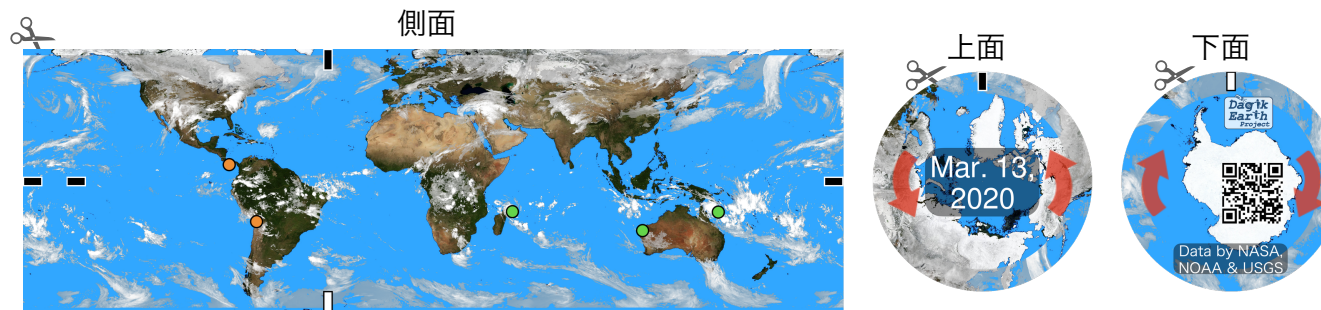 側面
上面
下面
Mar. 13,
2020
Dagik
Earth
Project
Data by NASA,
NOAA & USGS